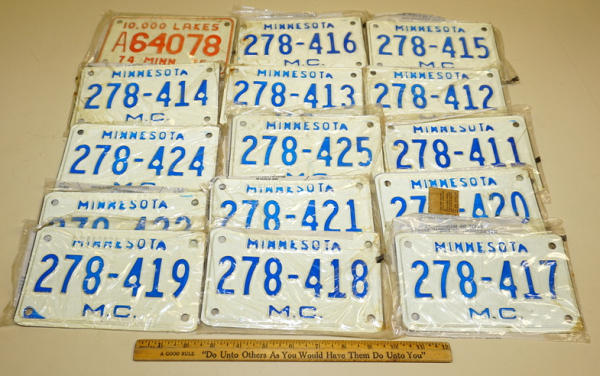 10,000 LAKES
A64078
74 MINN
MINNESOTA
278-416
M.C.
MINNESOTA
278-415
M.C.
MINNESOTA
278-414
M.C.
MINNESOTA
278-413
MINNESOTA
278-412
MINNESOTA
278-424
M.C.
MINNESOTA
278-425
MINNESOTA
278-411
MINNESOTA
MINNESOTA
278-421
MINNESOTA
MINNESOTA
278-419
M.C.
MINNESOTA
278-418
M.C.
MINNESOTA
278-417
M.C.
A GOOD RULE "Do Unto Others As You Would Have Them Do Unto You"